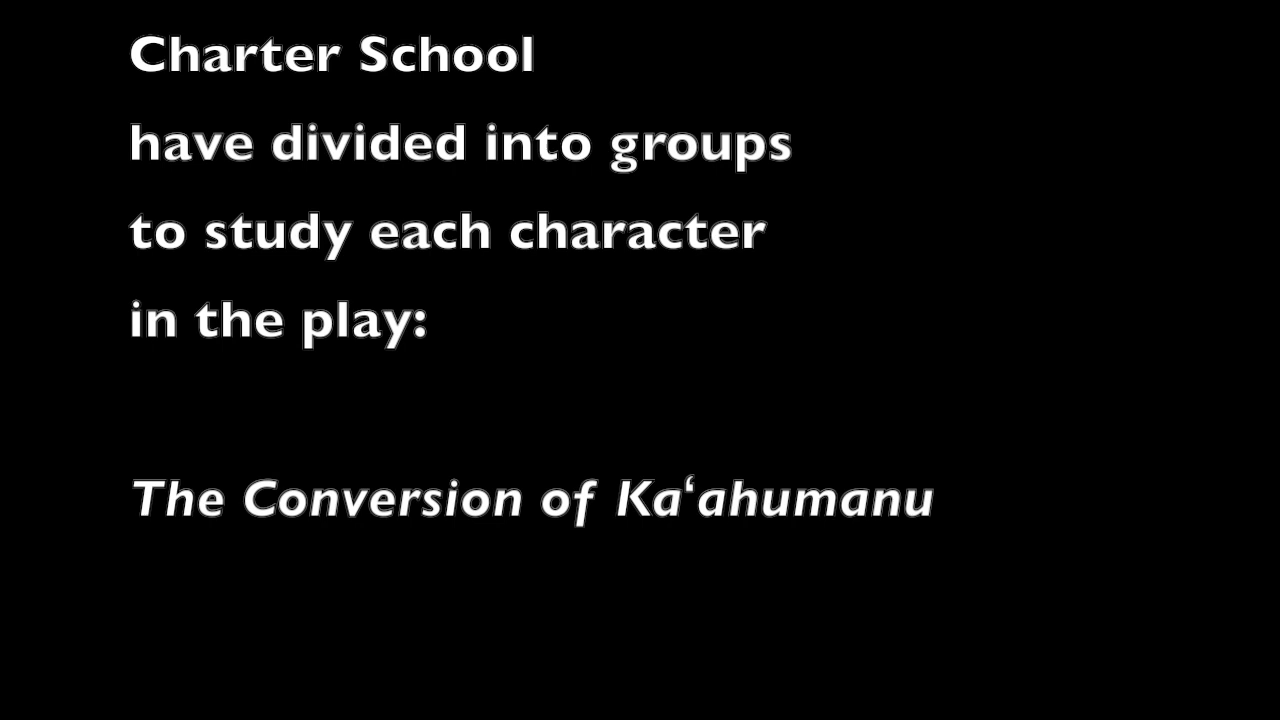 Charter School
have divided into groups
to study each character
in the play:
The Conversion of Kaʻahumanu